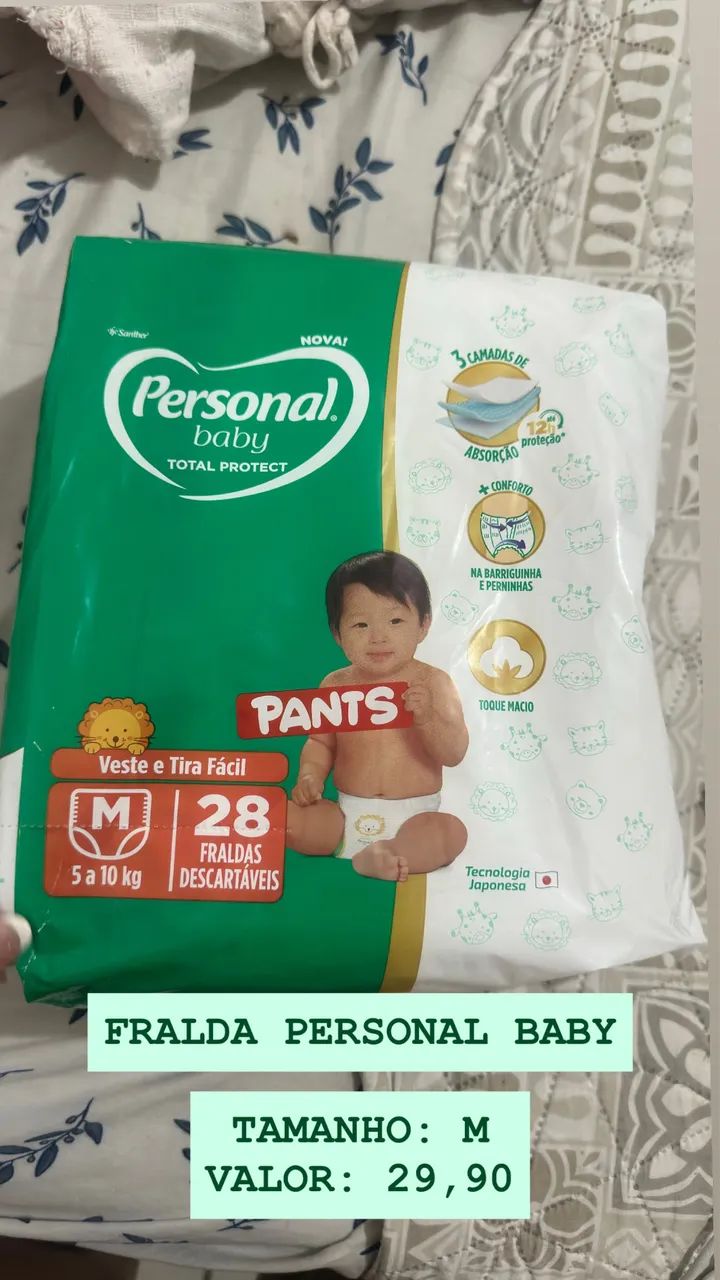 Santher
NOVA!
Personal
baby
TOTAL PROTECT
3 CAMADAS DE
ABSORÇÃO
até
12h
proteção*
+ CONFORTO
NA BARRIGUINHA
E PERNINHAS
TOQUE MACIO
PANTS
Veste e Tira Fácil
M
5 a 10 kg
28
FRALDAS
DESCARTÁVEIS
Tecnologia
Japonesa
FRALDA PERSONAL BABY
TAMANHO: M
VALOR: 29,90